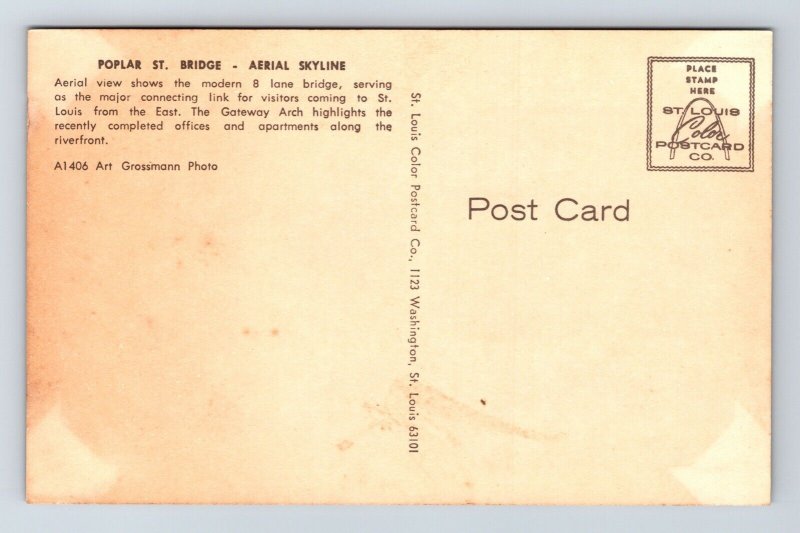 POPLAR ST. BRIDGE - AERIAL SKYLINE
Aerial view shows the modern 8 lane bridge, serving
as the major connecting link for visitors coming to St.
Louis from the East. The Gateway Arch highlights the
recently completed offices and apartments along the
riverfront.
A1406 Art Grossmann Photo
St. Louis Color Postcard Co., 1123 Washington, St. Louis 63101
PLACE
STAMP
HERE
ST. LOUIS
Color
POSTCARD
CO.
Post Card